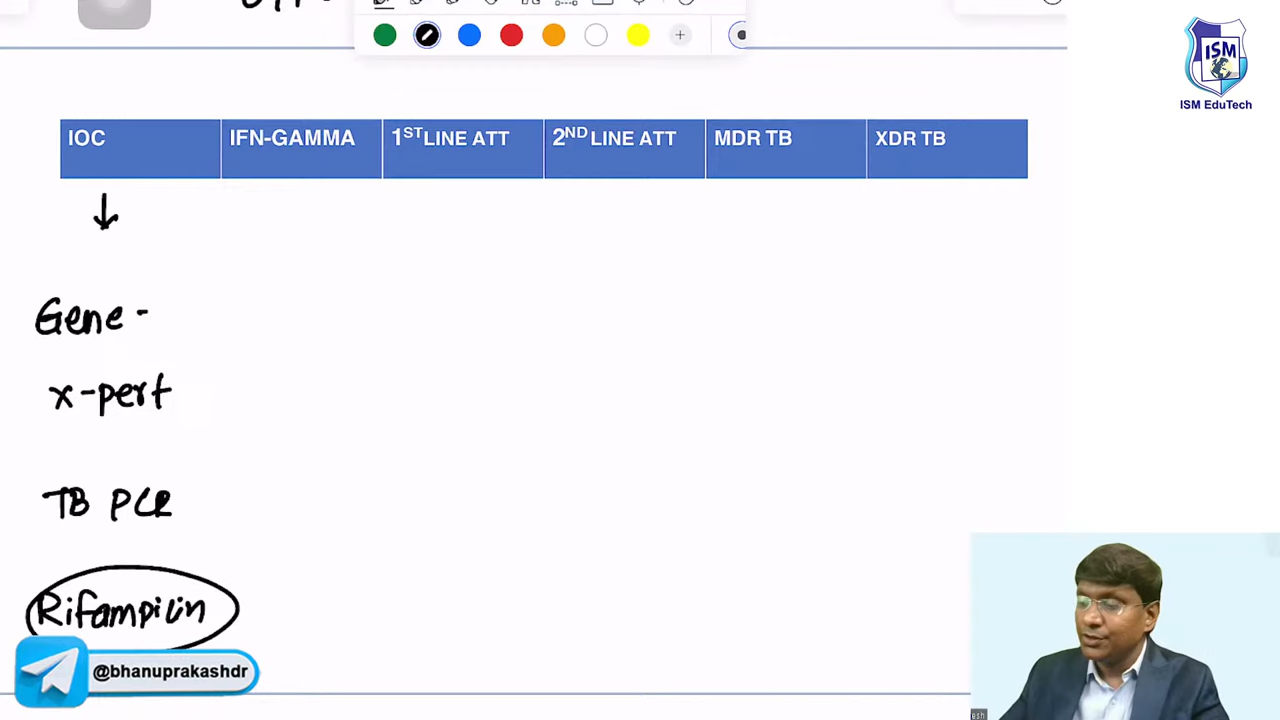 ISM
ISM EduTech
IOC IFN-GAMMA 1ST LINE ATT 2ND LINE ATT MDR TB XDR TB
Gene -
x-pert
TB PCR
Rifampicin
@bhanuprakashdr
esh